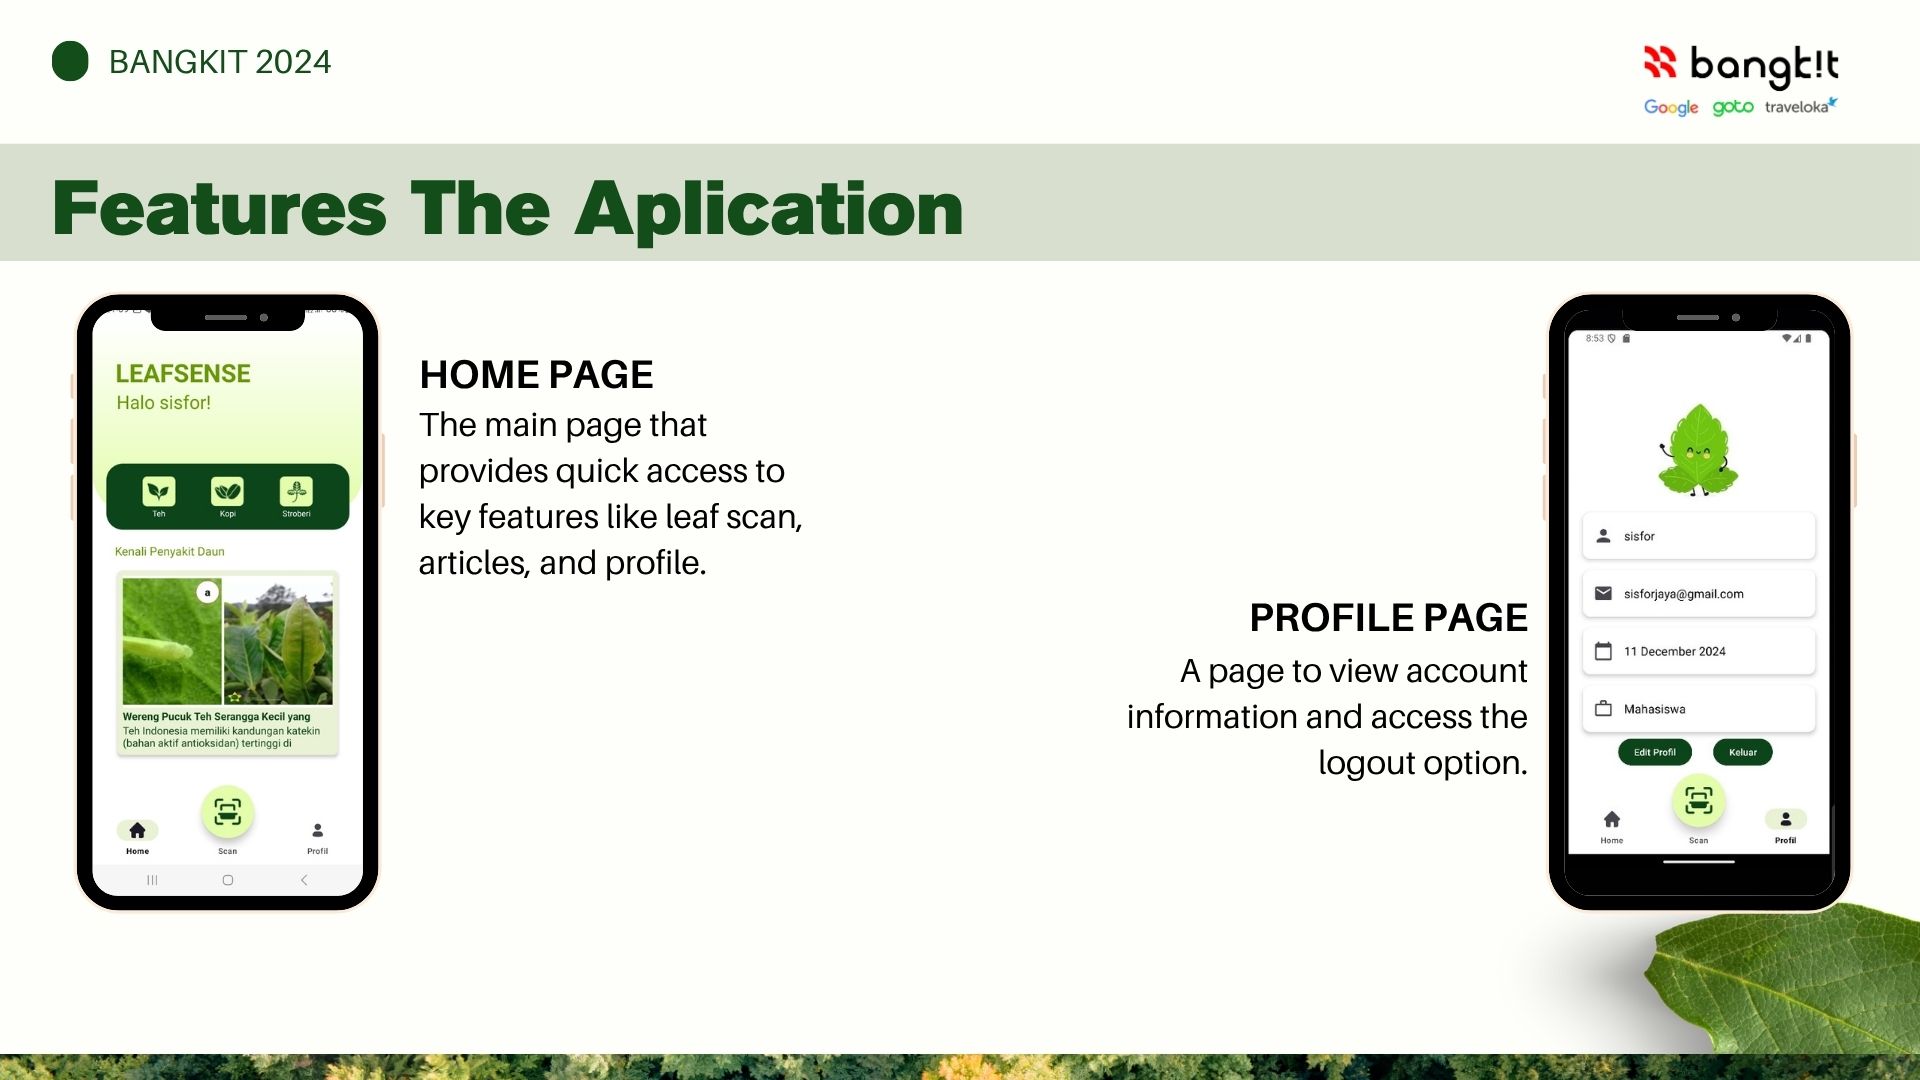 BANGKIT 2024
bangk!t
Google goto traveloka
Features The Aplication
LEAFSENSE
Halo sisfor!
Teh Kopi Stroberi
Kenali Penyakit Daun
a
Wereng Pucuk Teh Serangga Kecil yang
Teh Indonesia memiliki kandungan katekin
(bahan aktif antioksidan) tertinggi di
Home Scan Profil
HOME PAGE
The main page that
provides quick access to
key features like leaf scan,
articles, and profile.
PROFILE PAGE
A page to view account
information and access the
logout option.
8:53
sisfor
sisforjaya@gmail.com
11 December 2024
Mahasiswa
Edit Profil Keluar
Home Scan Profil